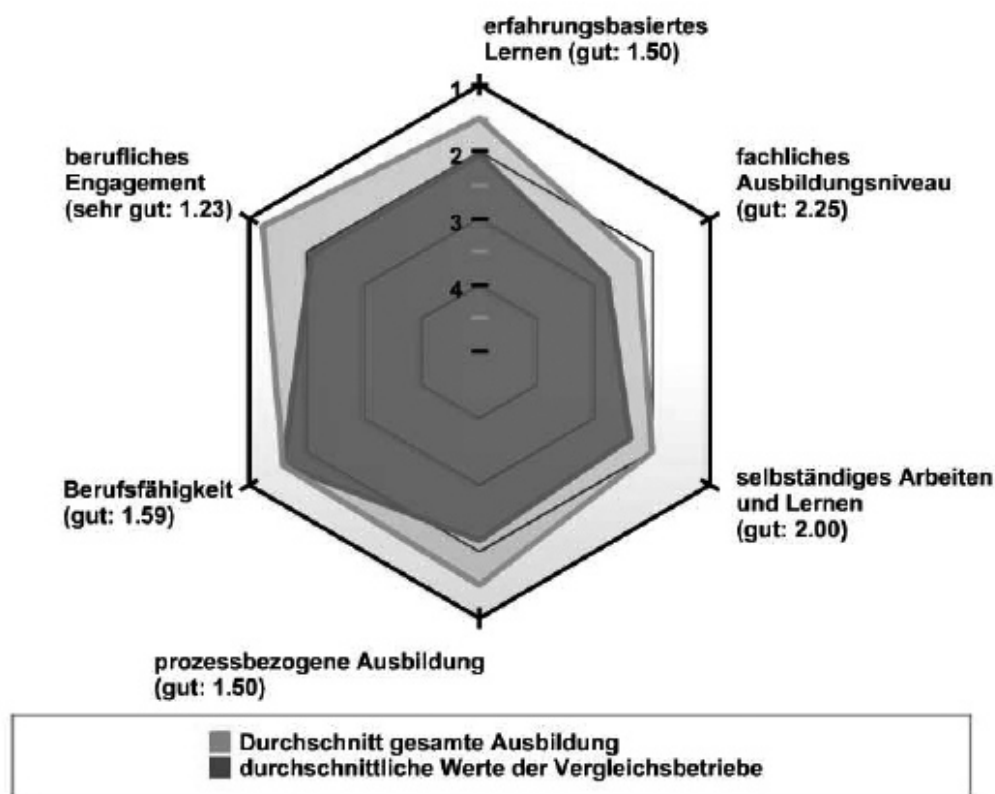 erfahrungsbasiertes
Lernen (gut: 1.50)
1
berufliches
Engagement
(sehr gut: 1.23)
2
fachliches
Ausbildungsniveau
(gut: 2.25)
3
4
Berufsfähigkeit
(gut: 1.59)
selbständiges Arbeiten
und Lernen
(gut: 2.00)
prozessbezogene Ausbildung
(gut: 1.50)
Durchschnitt gesamte Ausbildung
durchschnittliche Werte der Vergleichsbetriebe